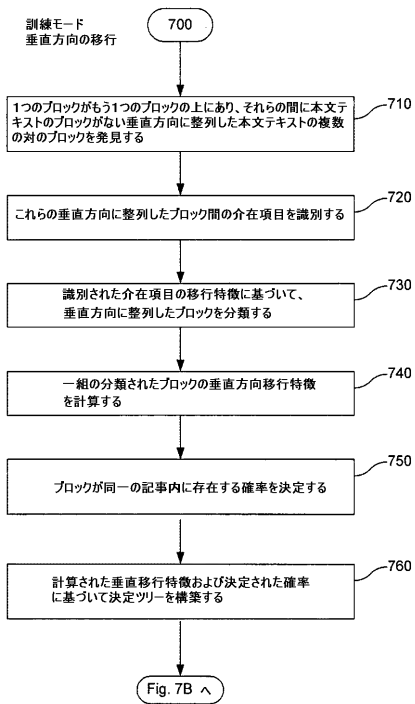 訓練モード
垂直方向の移行
700
1つのブロックがもう1つのブロックの上にあり、それらの間に本文テ
キストのブロックがない垂直方向に整列した本文テキストの複数
の対のブロックを発見する
710
これらの垂直方向に整列したブロック間の介在項目を識別する
720
識別された介在項目の移行特徴に基づいて、
垂直方向に整列したブロックを分類する
730
一組の分類されたブロックの垂直方向移行特徴
を計算する
740
ブロックが同一の記事内に存在する確率を決定する
750
計算された垂直移行特徴および決定された確率
に基づいて決定ツリーを構築する
760
Fig. 7B へ